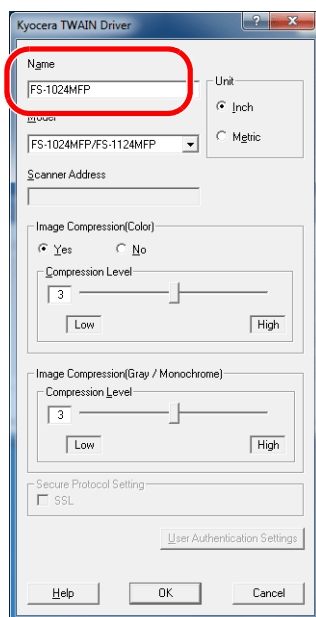 Kyocera TWAIN Driver
Name
FS-1024MFP
Unit
Inch
Metric
Model
FS-1024MFP/FS-1124MFP
Scanner Address
Image Compression(Color)
Yes No
Compression Level
3
Low High
Image Compression(Gray / Monochrome)
Compression Level
3
Low High
Secure Protocol Setting
SSL
User Authentication Settings
Help OK Cancel